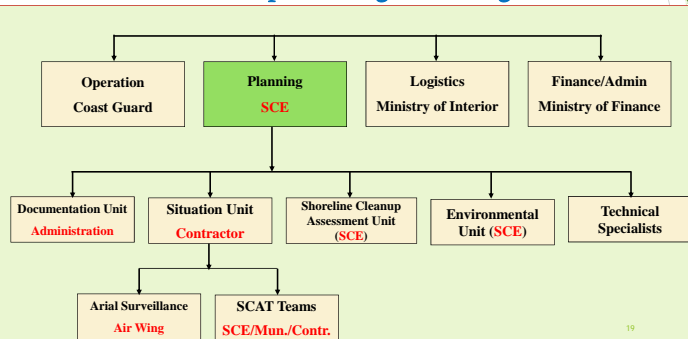 Operation
Coast Guard
Planning
SCE
Logistics
Ministry of Interior
Finance/Admin
Ministry of Finance
Documentation Unit
Administration
Situation Unit
Contractor
Shoreline Cleanup
Assessment Unit
(SCE)
Environmental
Unit (SCE)
Technical
Specialists
Arial Surveillance
Air Wing
SCAT Teams
SCE/Mun./Contr.
19